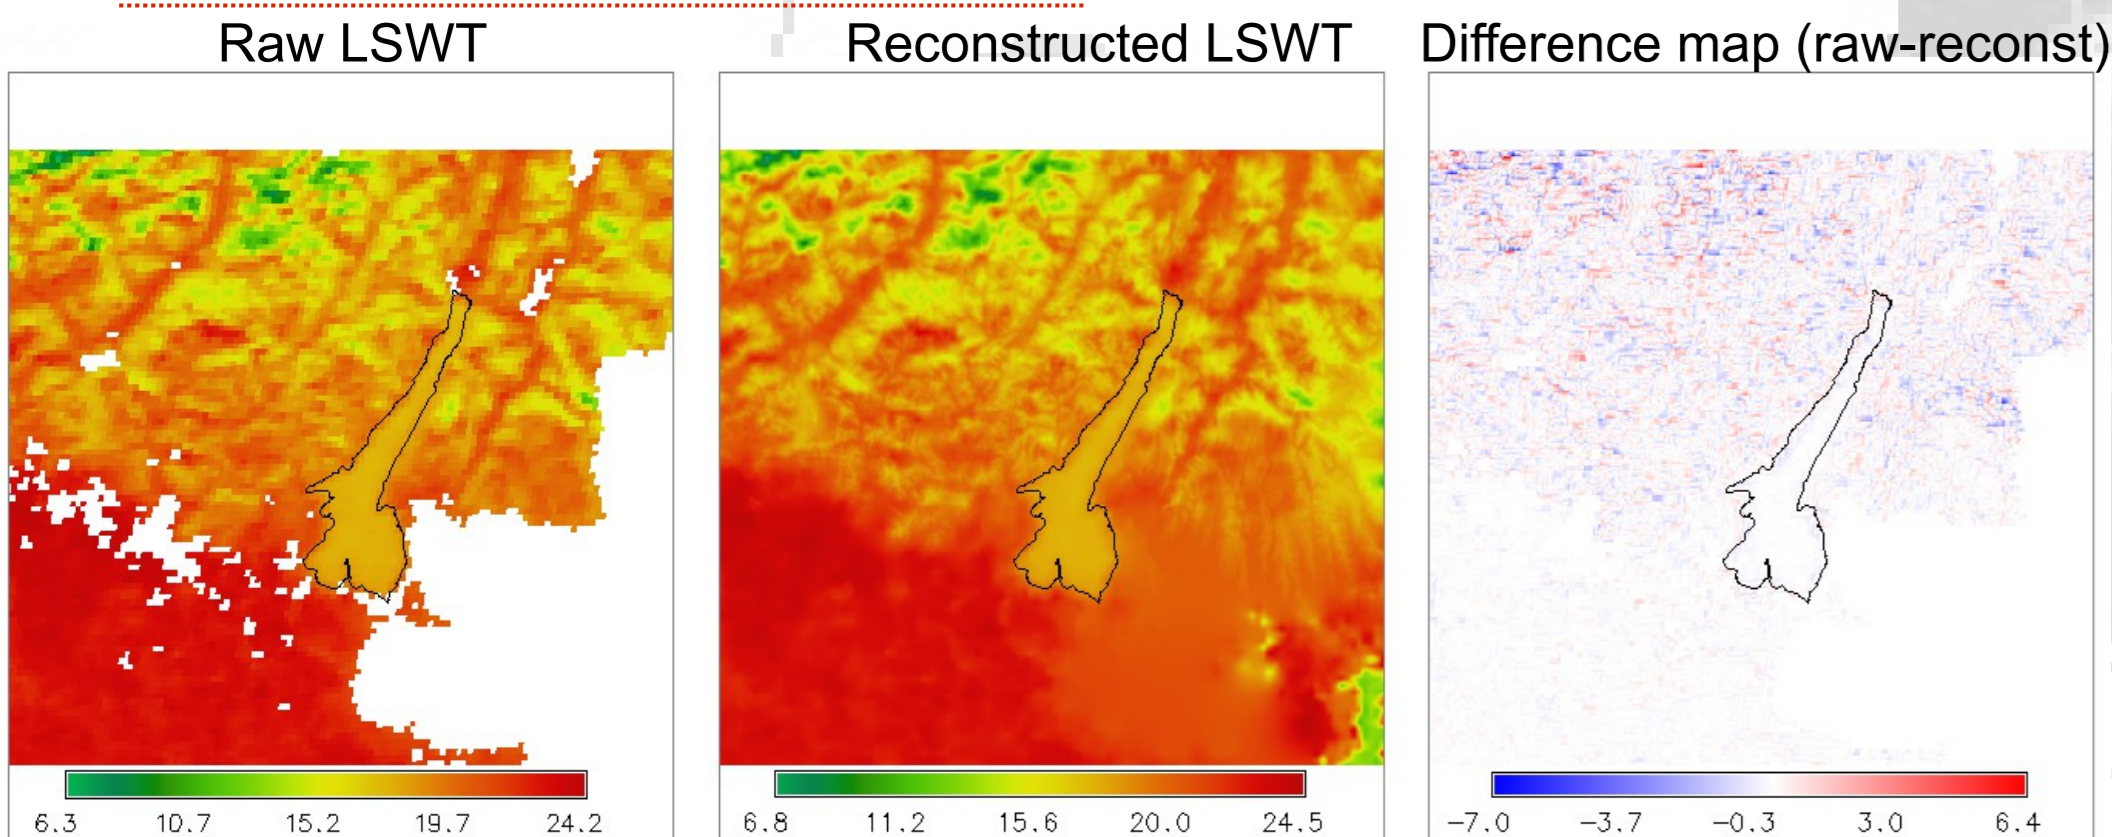 Raw LSWT
Reconstructed LSWT
Difference map (raw-reconst)
6.3 10.7 15.2 19.7 24.2
6.8 11.2 15.6 20.0 24.5
−7.0 −3.7 −0.3 3.0 6.4